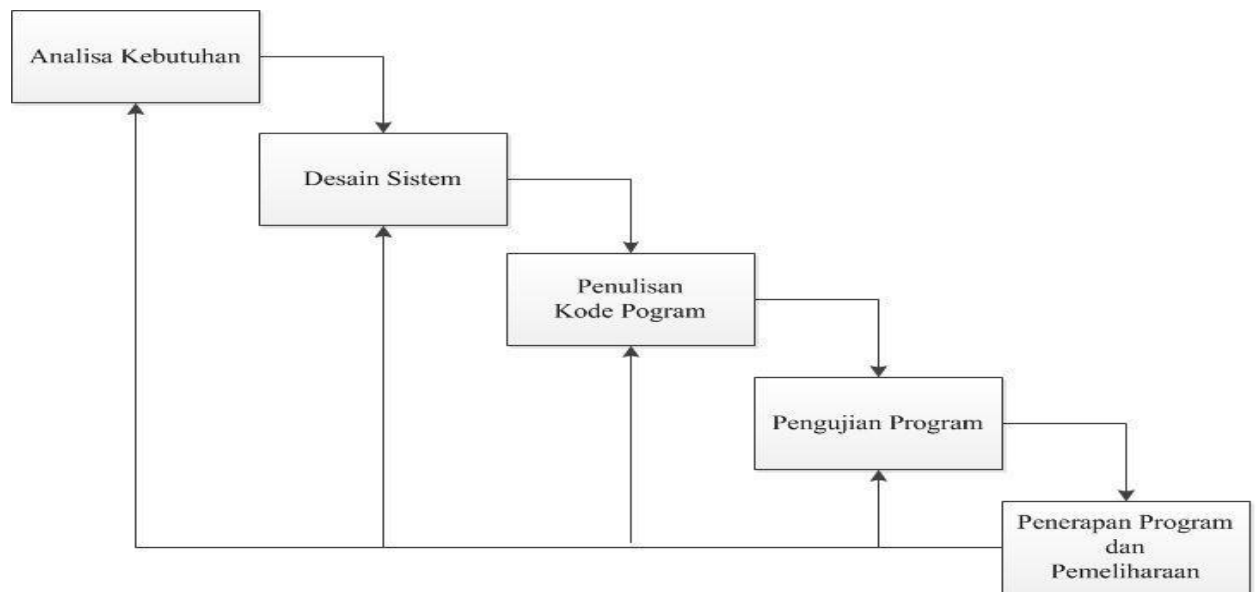 Analisa Kebutuhan
Desain Sistem
Penulisan
Kode Pogram
Pengujian Program
Penerapan Program
dan
Pemeliharaan